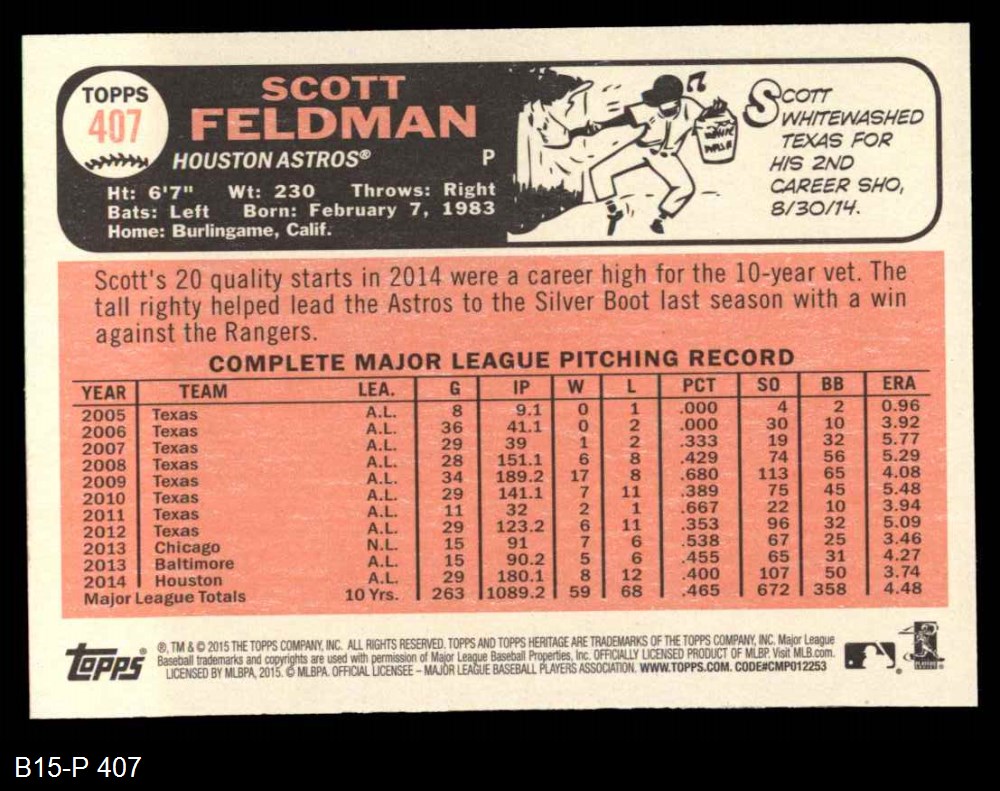 TOPPS
407
SCOTT
FELDMAN
HOUSTON ASTROS® P
Ht: 6'7" Wt: 230 Throws: Right
Bats: Left Born: February 7, 1983
Home: Burlingame, Calif.
WHITE
WASH
SCOTT
WHITEWASHED
TEXAS FOR
HIS 2ND
CAREER SHO,
8/30/14.
Scott's 20 quality starts in 2014 were a career high for the 10-year vet. The
tall righty helped lead the Astros to the Silver Boot last season with a win
against the Rangers.
COMPLETE MAJOR LEAGUE PITCHING RECORD
YEAR TEAM LEA. G IP W L PCT SO BB ERA
2005 Texas A.L. 8 9.1 0 1 .000 4 2 0.96
2006 Texas A.L. 36 41.1 0 2 .000 30 10 3.92
2007 Texas A.L. 29 39 1 2 .333 19 32 5.77
2008 Texas A.L. 28 151.1 6 8 .429 74 56 5.29
2009 Texas A.L. 34 189.2 17 8 .680 113 65 4.08
2010 Texas A.L. 29 141.1 7 11 .389 75 45 5.48
2011 Texas A.L. 11 32 2 1 .667 22 10 3.94
2012 Texas A.L. 29 123.2 6 11 .353 96 32 5.09
2013 Chicago N.L. 15 91 7 6 .538 67 25 3.46
2013 Baltimore A.L. 15 90.2 5 6 .455 65 31 4.27
2014 Houston A.L. 29 180.1 8 12 .400 107 50 3.74
Major League Totals 10 Yrs. 263 1089.2 59 68 .465 672 358 4.48
Topps®
®, TM & © 2015 THE TOPPS COMPANY, INC. ALL RIGHTS RESERVED. TOPPS AND TOPPS HERITAGE ARE TRADEMARKS OF THE TOPPS COMPANY, INC. Major League
Baseball trademarks and copyrights are used with permission of Major League Baseball Properties, Inc. OFFICIALLY LICENSED PRODUCT OF MLBP. Visit MLB.com.
LICENSED BY MLBPA, 2015. © MLBPA. OFFICIAL LICENSEE – MAJOR LEAGUE BASEBALL PLAYERS ASSOCIATION. WWW.TOPPS.COM. CODE#CMP012253
B15-P 407